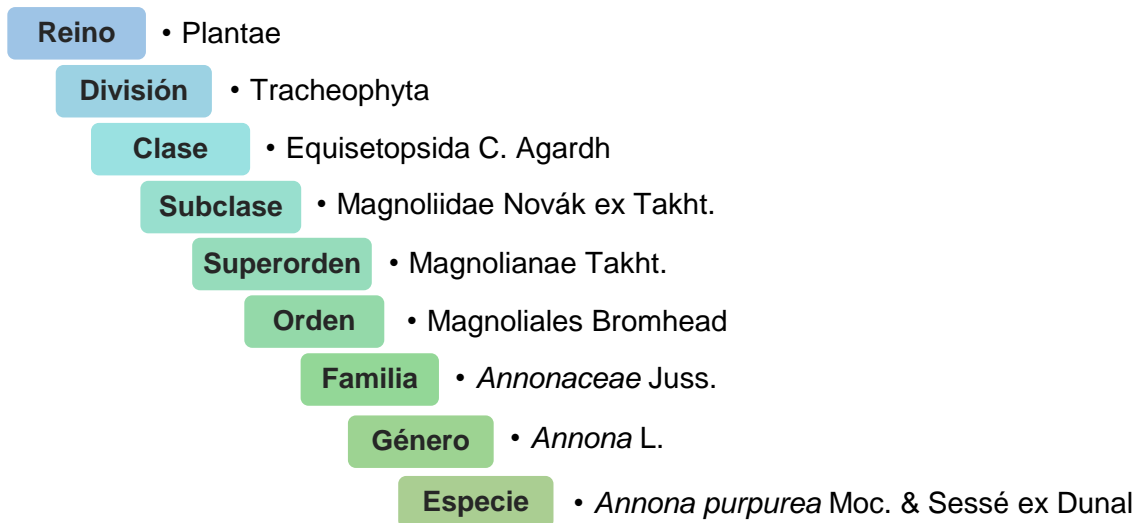 Reino • Plantae
División • Tracheophyta
Clase • Equisetopsida C. Agardh
Subclase • Magnoliidae Novák ex Takht.
Superorden • Magnolianae Takht.
Orden • Magnoliales Bromhead
Familia • Annonaceae Juss.
Género • Annona L.
Especie • Annona purpurea Moc. & Sessé ex Dunal